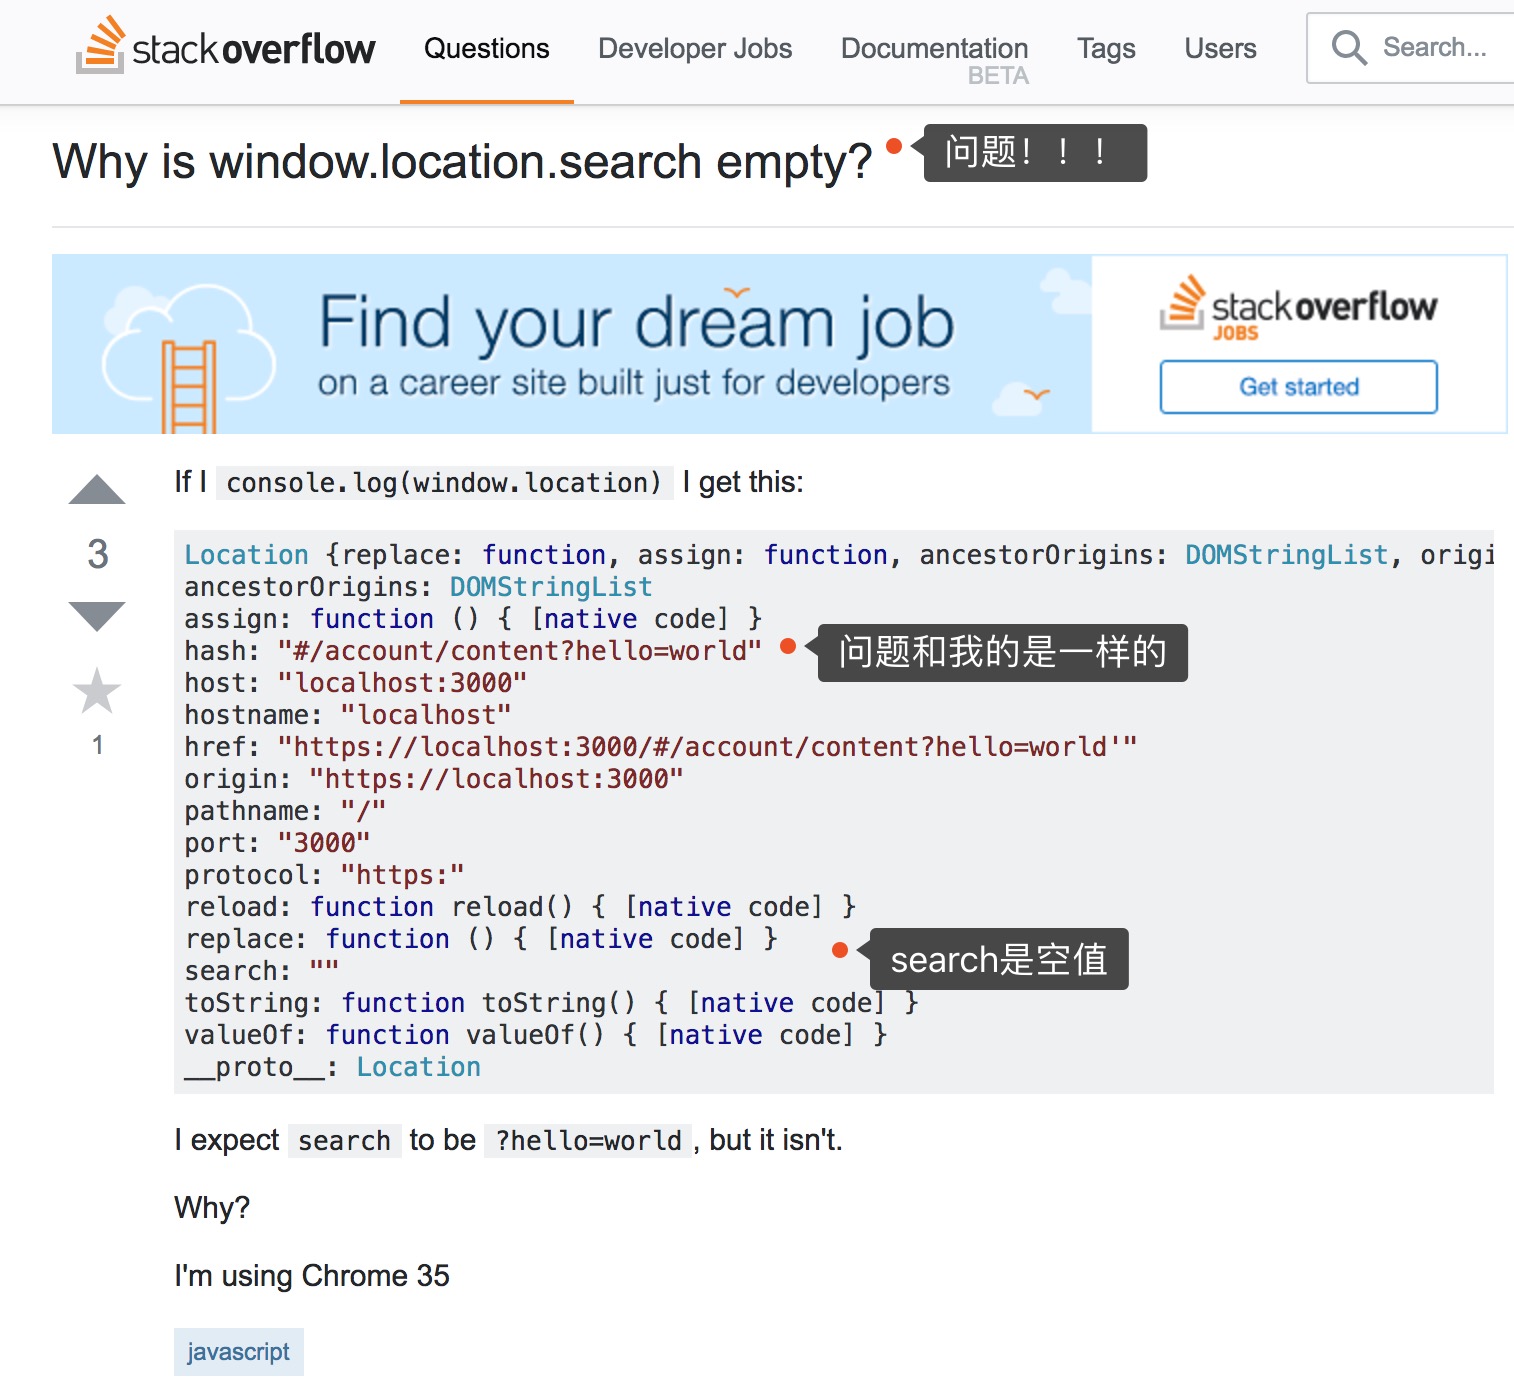 stackoverflow Questions Developer Jobs Documentation Tags Users Search...
BETA
Why is window.location.search empty? 问题！！！
Find your dream job
on a career site built just for developers
stackoverflow
JOBS
Get started
If I console.log(window.location) I get this:
3
1
Location {replace: function, assign: function, ancestorOrigins: DOMStringList, origi
ancestorOrigins: DOMStringList
assign: function () { [native code] }
hash: "#/account/content?hello=world" 问题和我的是一样的
host: "localhost:3000"
hostname: "localhost"
href: "https://localhost:3000/#/account/content?hello=world'"
origin: "https://localhost:3000"
pathname: "/"
port: "3000"
protocol: "https:"
reload: function reload() { [native code] }
replace: function () { [native code] }
search: "" search是空值
toString: function toString() { [native code] }
valueOf: function valueOf() { [native code] }
__proto__: Location
I expect search to be ?hello=world, but it isn't.
Why?
I'm using Chrome 35
javascript